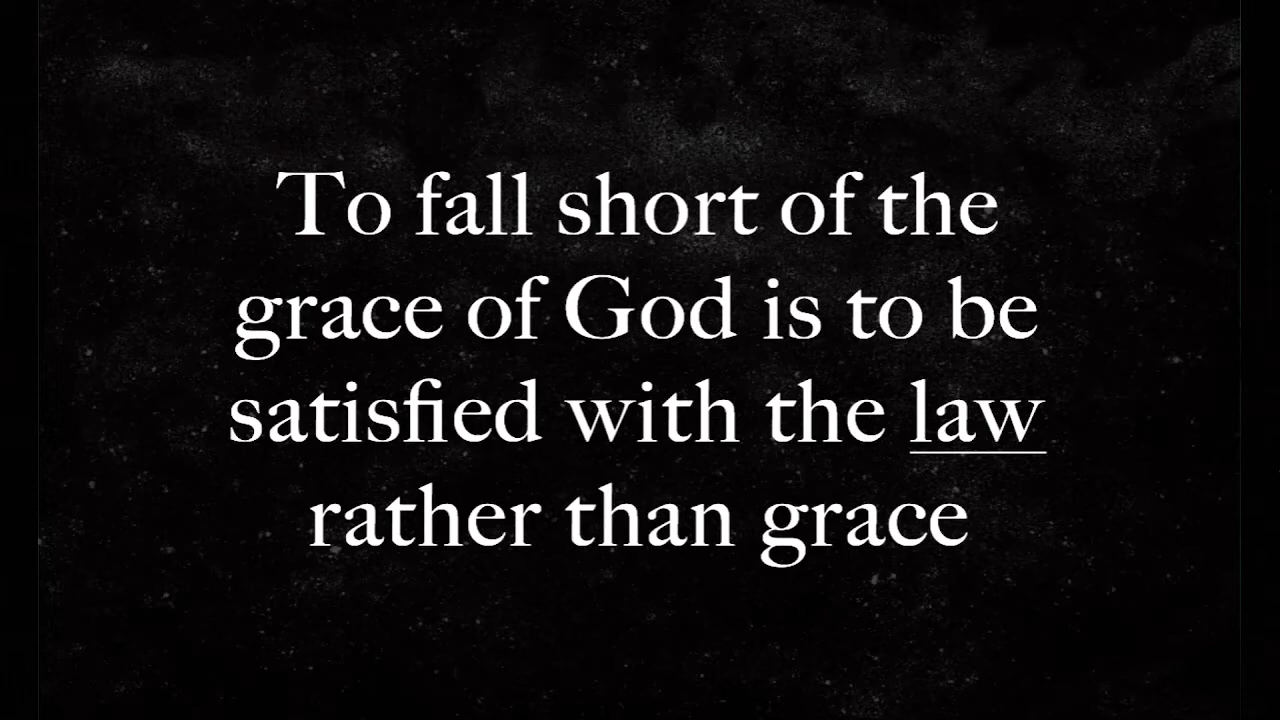 To fall short of the
grace of God is to be
satisfied with the law
rather than grace